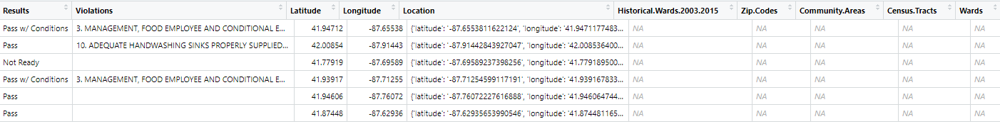 Results Violations Latitude Longitude Location Historical.Wards.2003.2015 Zip.Codes Community.Areas Census.Tracts Wards
Pass w/ Conditions 3. MANAGEMENT, FOOD EMPLOYEE AND CONDITIONAL E... 41.94712 -87.65538 {'latitude': '-87.6553811622124', 'longitude': '41.9471177483... NA NA NA NA NA
Pass 10. ADEQUATE HANDWASHING SINKS PROPERLY SUPPLIED... 42.00854 -87.91443 {'latitude': '-87.91442843927047', 'longitude': '42.008536400... NA NA NA NA NA
Not Ready 41.77919 -87.69589 {'latitude': '-87.69589237398256', 'longitude': '41.779189500... NA NA NA NA NA
Pass w/ Conditions 3. MANAGEMENT, FOOD EMPLOYEE AND CONDITIONAL E... 41.93917 -87.71255 {'latitude': '-87.71254599117191', 'longitude': '41.939167833... NA NA NA NA NA
Pass 41.94606 -87.76072 {'latitude': '-87.76072227616888', 'longitude': '41.946064744... NA NA NA NA NA
Pass 41.87448 -87.62936 {'latitude': '-87.62935653990546', 'longitude': '41.874481165... NA NA NA NA NA